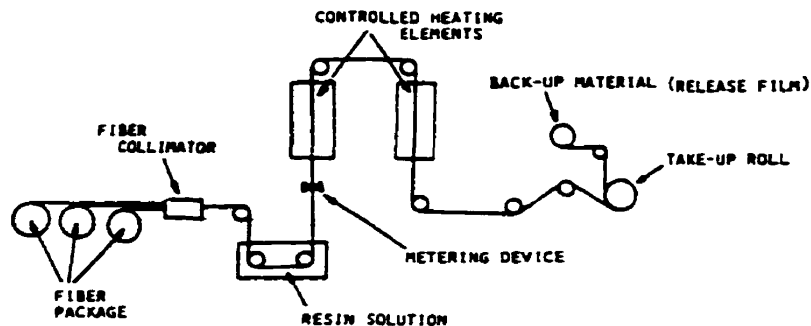 CONTROLLED HEATING
ELEMENTS
BACK-UP MATERIAL (RELEASE FILM)
FIBER
COLLIMATOR
TAKE-UP ROLL
METERING DEVICE
FIBER
PACKAGE
RESIN SOLUTION